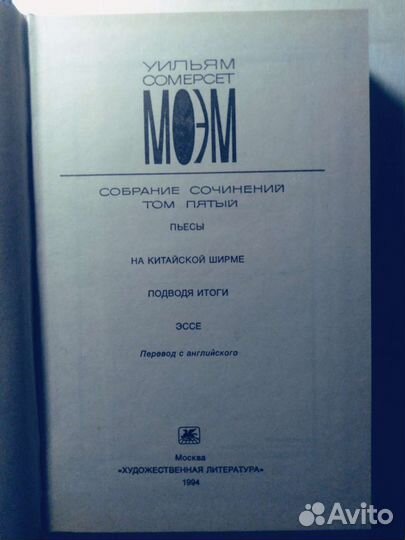 УИЛЬЯМ
СОМЕРСЕТ
МОЭМ
СОБРАНИЕ СОЧИНЕНИЙ
ТОМ ПЯТЫЙ
ПЬЕСЫ
НА КИТАЙСКОЙ ШИРМЕ
ПОДВОДЯ ИТОГИ
ЭССЕ
Перевод с английского
Москва
«ХУДОЖЕСТВЕННАЯ ЛИТЕРАТУРА»
1994
Avito